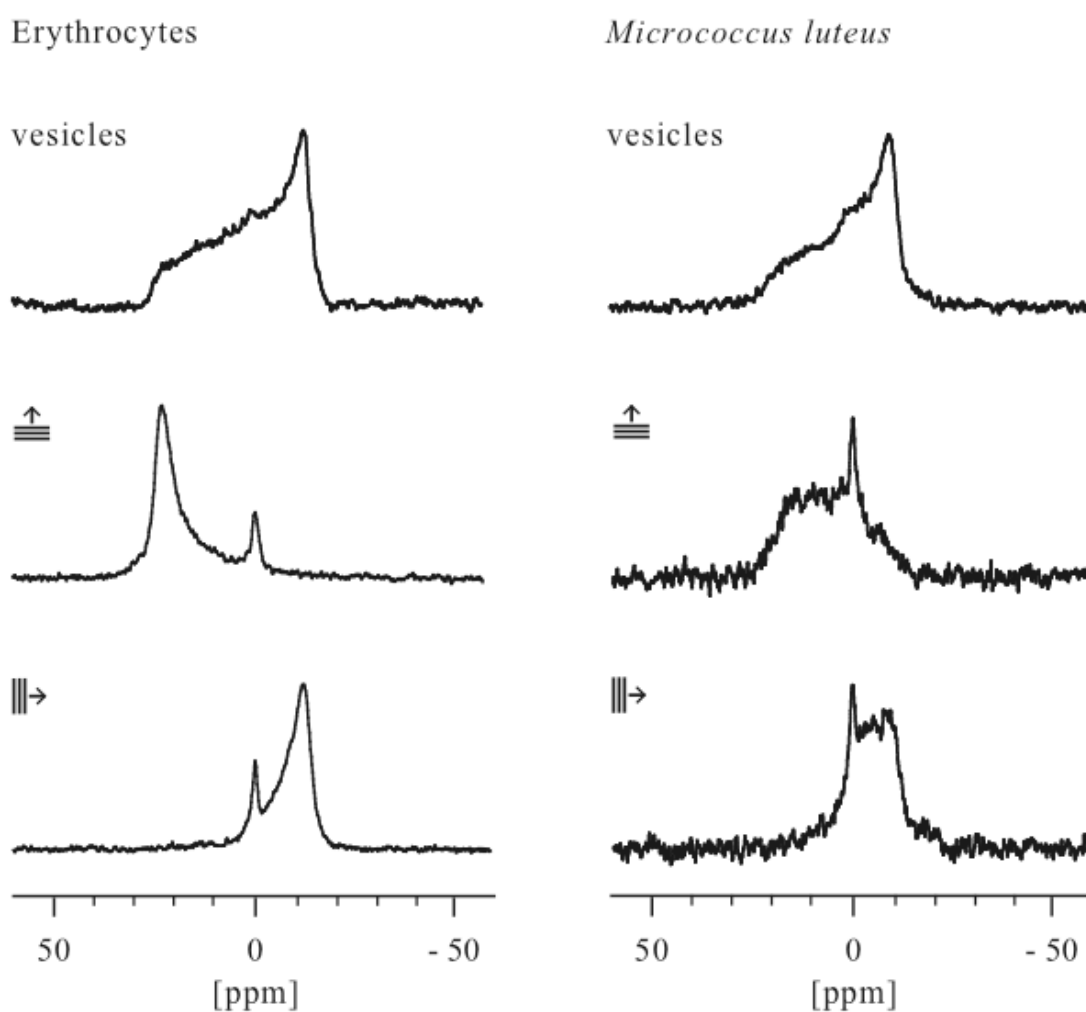 Erythrocytes
Micrococcus luteus
vesicles
vesicles
50 0 - 50
[ppm]
50 0 - 50
[ppm]